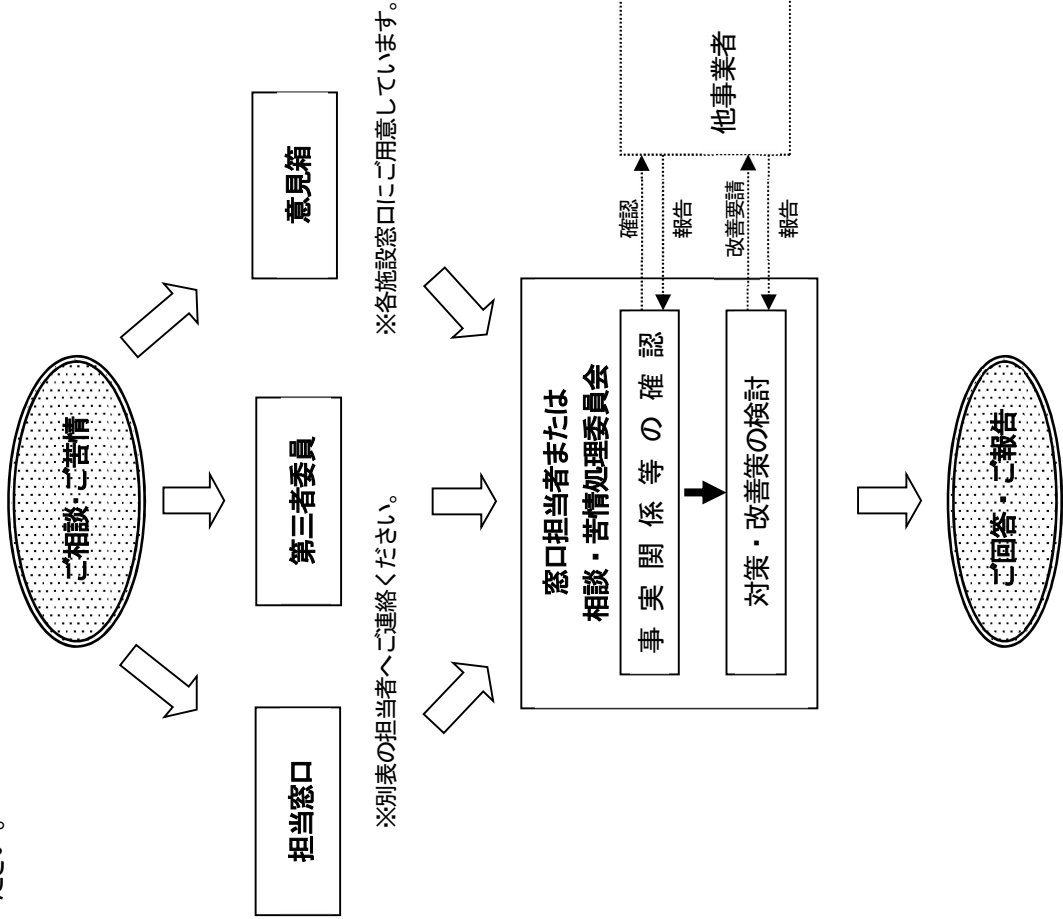 ださい。
ご相談・ご苦情
担当窓口
第三者委員
意見箱
※別表の担当者へご連絡ください。
※各施設窓口にご用意しています。
窓口担当者または
相談・苦情処理委員会
事実関係等の確認
対策・改善策の検討
確認
報告
改善要請
報告
他事業者
ご回答・ご報告